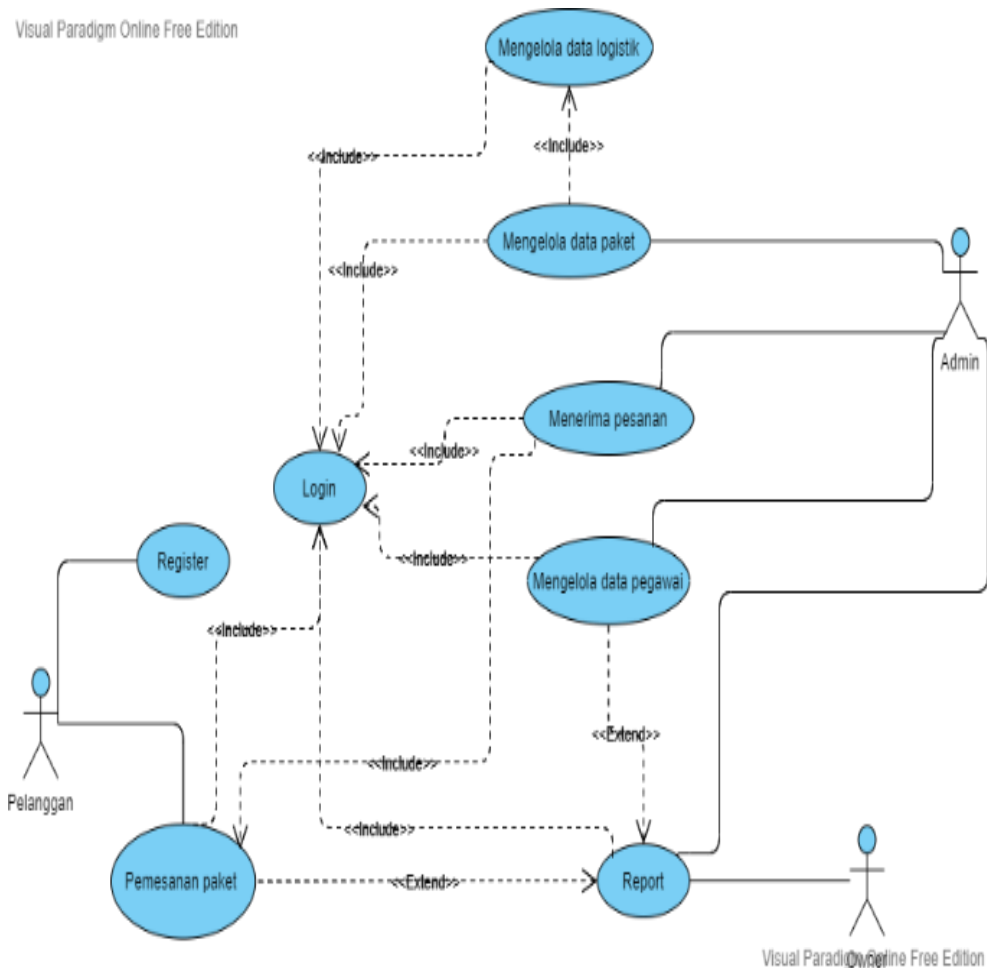 Visual Paradigm Online Free Edition
Mengelola data logistik
<<Include>>
<<Include>>
Mengelola data paket
<<Include>>
Admin
Menerima pesanan
<<Include>>
Login
Register
<<Include>>
Mengelola data pegawai
<<Include>>
<<Extend>>
<<Include>>
Pelanggan
<<Include>>
Pemesanan paket
<<Extend>>
Report
Owner
Visual Paradigm Online Free Edition